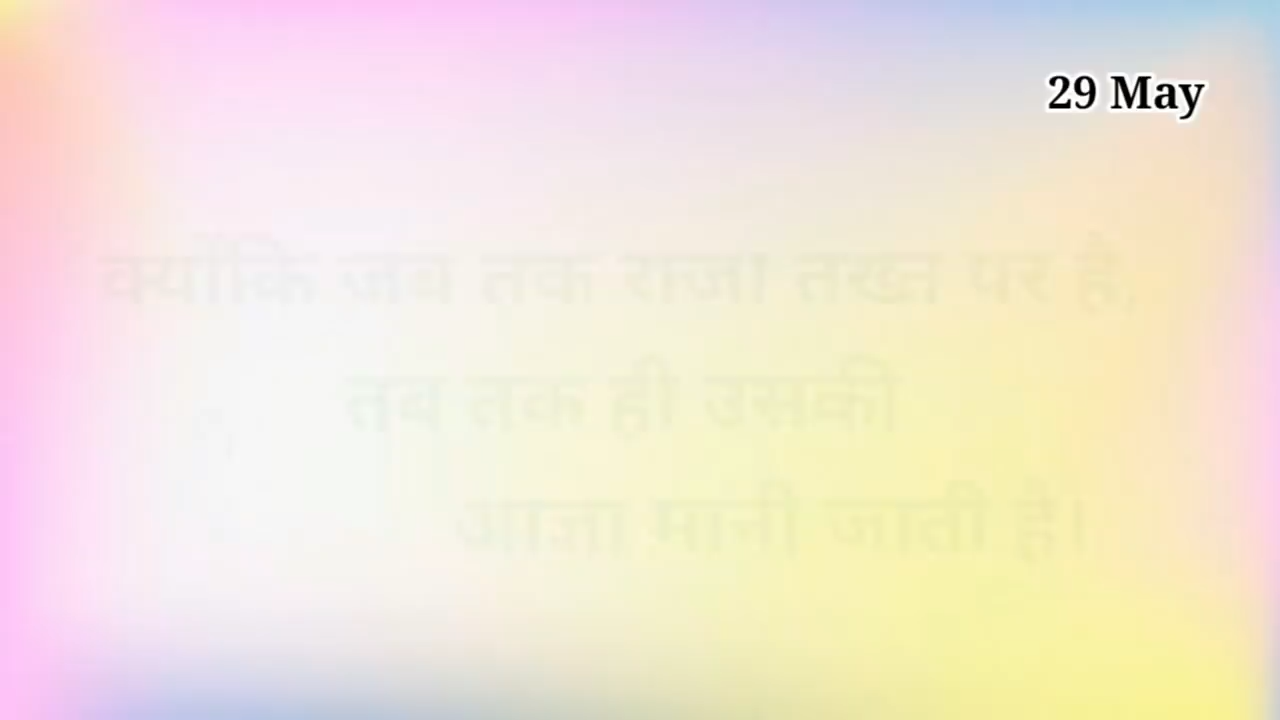 29 May
क्योंकि जब तक राजा तख्त पर है,
तब तक ही उसकी
आज्ञा मानी जाती है।